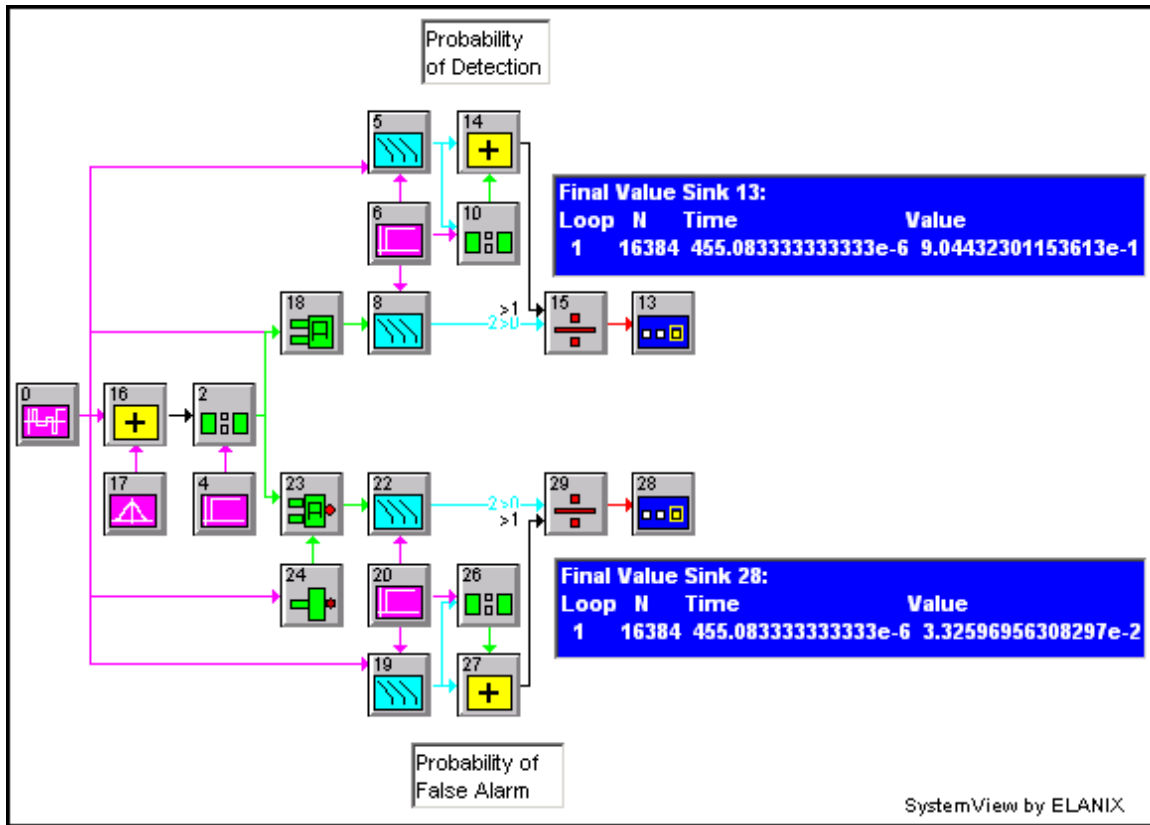 Probability
of Detection
5
14
6
10
Final Value Sink 13:
Loop N Time Value
1 16384 455.083333333333e-6 9.04432301153613e-1
18
8
>1
2>0
15
13
0
16
2
17
4
23
22
2>0
>1
29
28
24
20
26
Final Value Sink 28:
Loop N Time Value
1 16384 455.083333333333e-6 3.32596956308297e-2
19
27
Probability of
False Alarm
SystemView by ELANIX